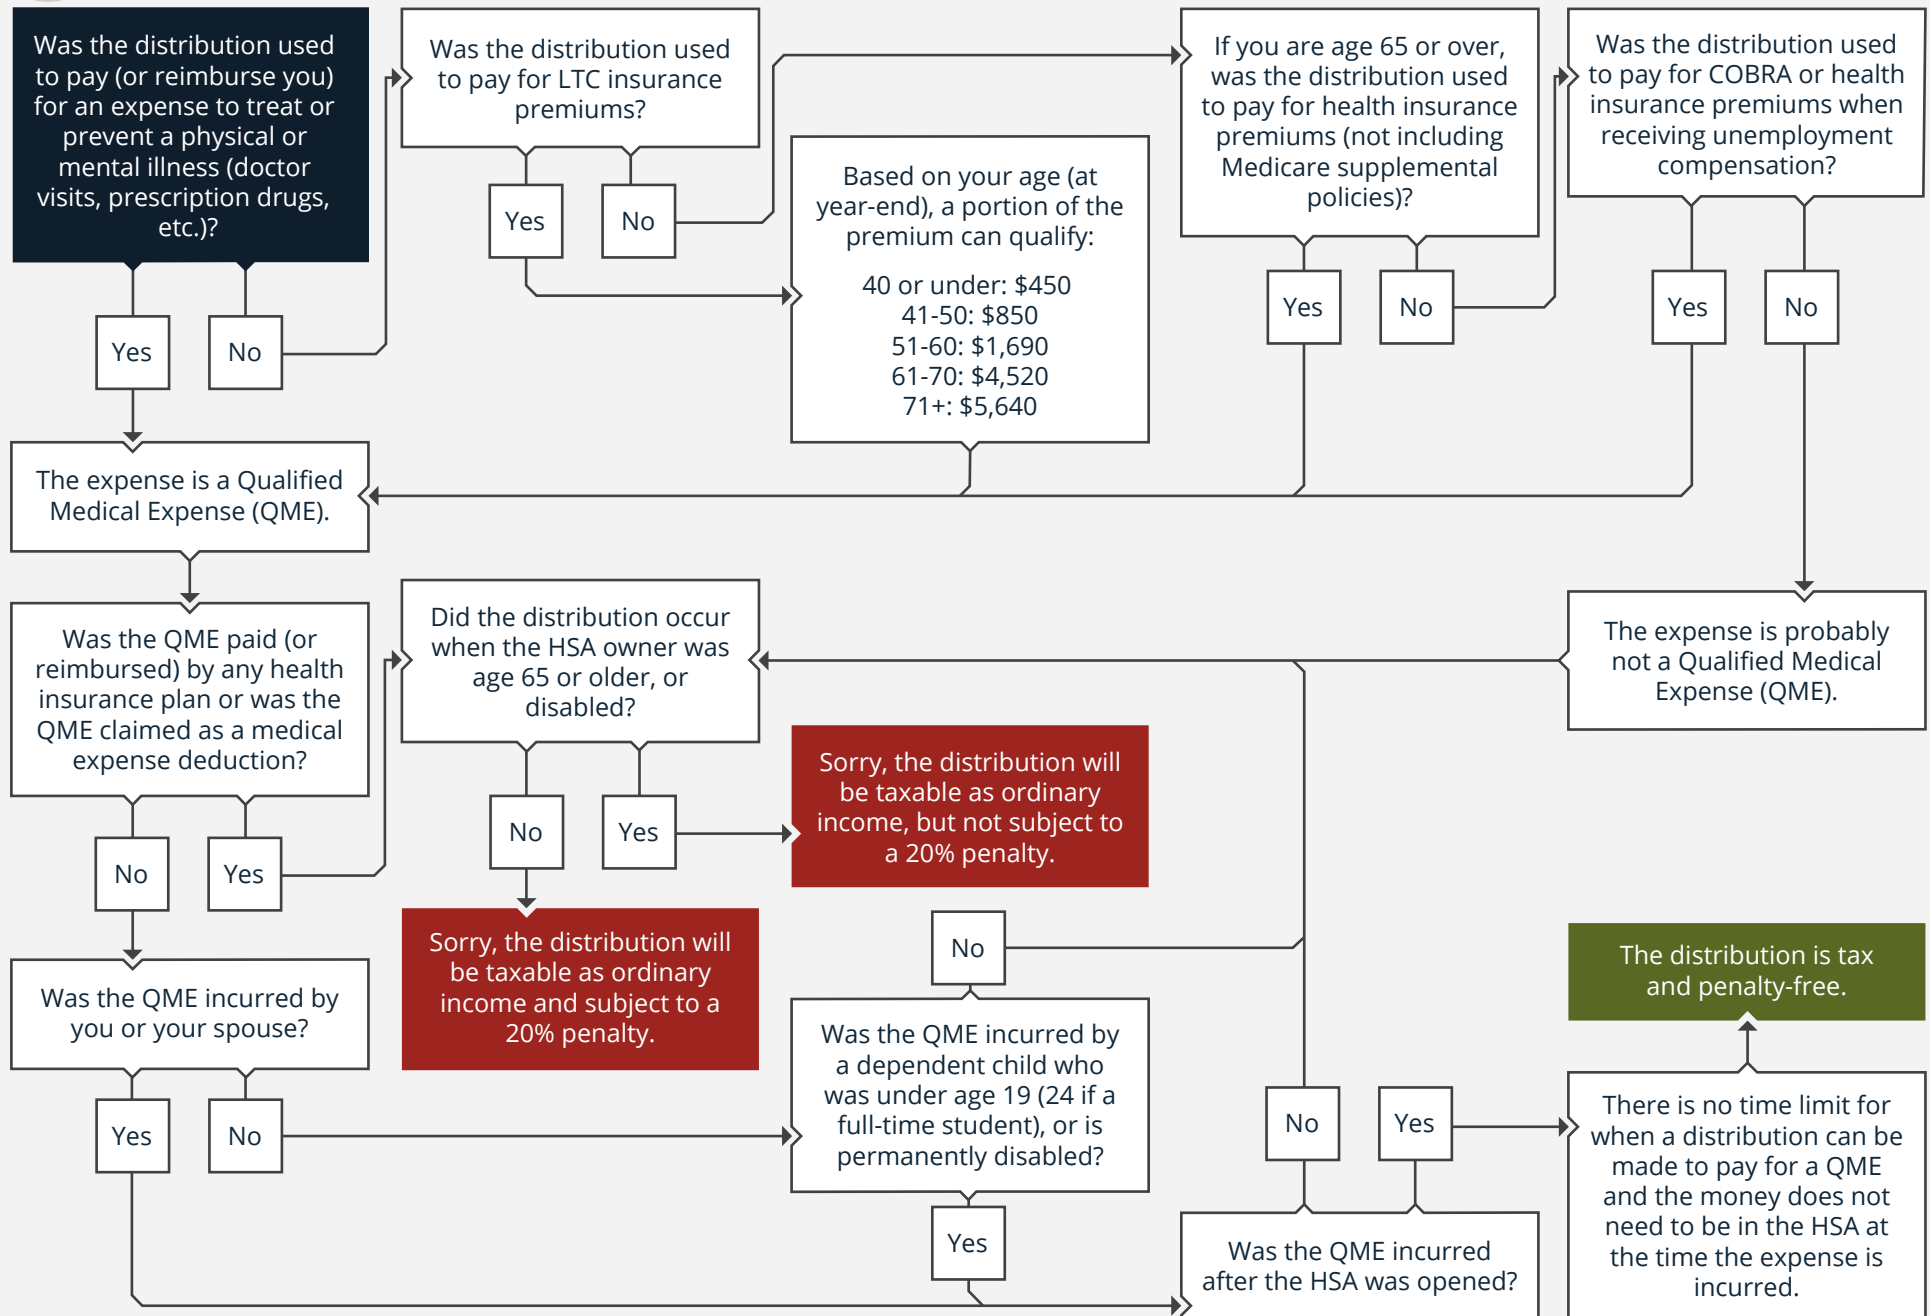 Was the distribution used
to pay (or reimburse you)
for an expense to treat or
prevent a physical or
mental illness (doctor
visits, prescription drugs,
etc.)?
Yes
No
Was the distribution used
to pay for LTC insurance
premiums?
Yes
No
Based on your age (at
year-end), a portion of the
premium can qualify:
40 or under: $450
41-50: $850
51-60: $1,690
61-70: $4,520
71+: $5,640
If you are age 65 or over,
was the distribution used
to pay for health insurance
premiums (not including
Medicare supplemental
policies)?
Yes
No
Was the distribution used
to pay for COBRA or health
insurance premiums when
receiving unemployment
compensation?
Yes
No
The expense is a Qualified
Medical Expense (QME).
Was the QME paid (or
reimbursed) by any health
insurance plan or was the
QME claimed as a medical
expense deduction?
No
Yes
Did the distribution occur
when the HSA owner was
age 65 or older, or
disabled?
No
Yes
Sorry, the distribution will
be taxable as ordinary
income, but not subject to
a 20% penalty.
Sorry, the distribution will
be taxable as ordinary
income and subject to a
20% penalty.
The expense is probably
not a Qualified Medical
Expense (QME).
Was the QME incurred by
you or your spouse?
Yes
No
No
Was the QME incurred by
a dependent child who
was under age 19 (24 if a
full-time student), or is
permanently disabled?
Yes
No
Yes
Was the QME incurred
after the HSA was opened?
The distribution is tax
and penalty-free.
There is no time limit for
when a distribution can be
made to pay for a QME
and the money does not
need to be in the HSA at
the time the expense is
incurred.